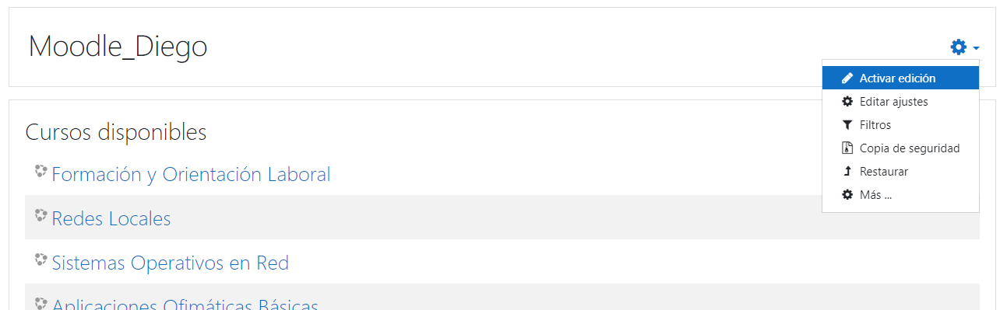 Moodle_Diego
Activar edición
Editar ajustes
Filtros
Copia de seguridad
Restaurar
Más ...
Cursos disponibles
Formación y Orientación Laboral
Redes Locales
Sistemas Operativos en Red
Aplicaciones Ofimáticas Básicas